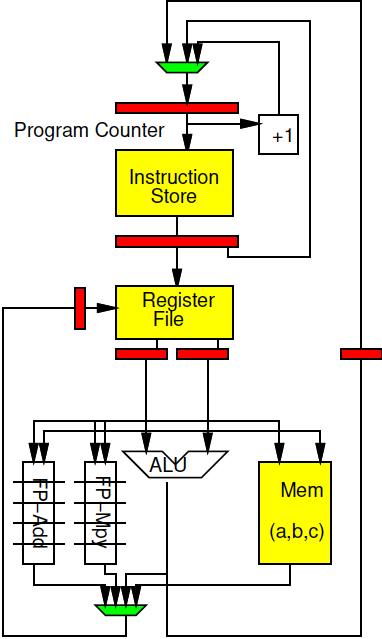 Program Counter
+1
Instruction
Store
Register
File
ALU
FP-Add
FP-Mpy
Mem
(a,b,c)